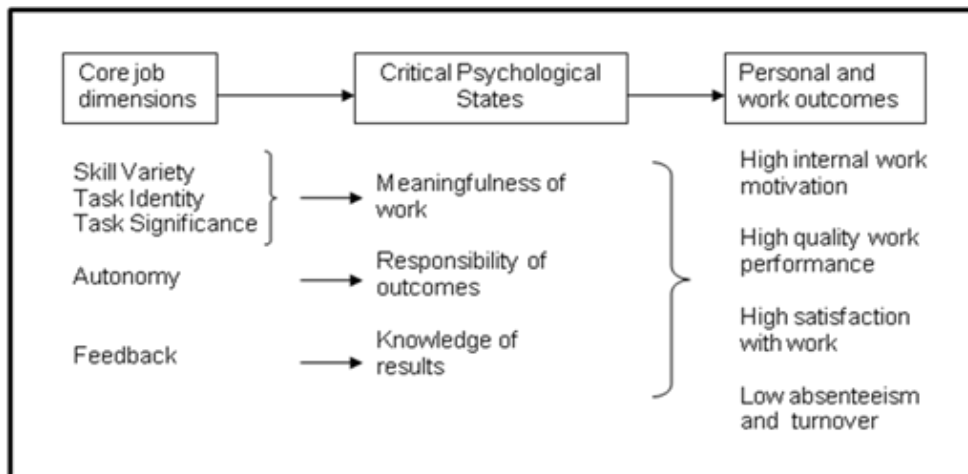 Core job
dimensions
Critical Psychological
States
Personal and
work outcomes
Skill Variety
Task Identity
Task Significance
Meaningfulness of
work
Autonomy
Responsibility of
outcomes
Feedback
Knowledge of
results
High internal work
motivation
High quality work
performance
High satisfaction
with work
Low absenteeism
and turnover